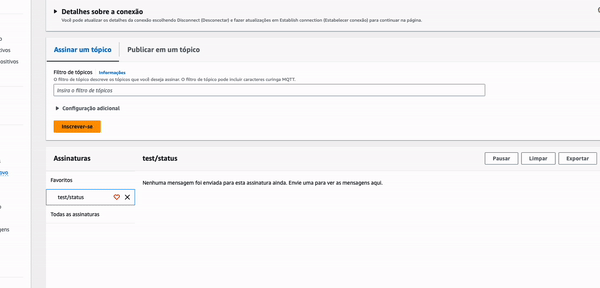 Detalhes sobre a conexão
Você pode atualizar os detalhes da conexão escolhendo Disconnect (Desconectar) e fazer atualizações em Establish connection (Estabelecer conexão) para continuar na página.
Assinar um tópico
Publicar em um tópico
Filtro de tópicos Informações
O filtro de tópico descreve os tópicos que você deseja assinar. O filtro de tópico pode incluir caracteres curinga MQTT.
Insira o filtro de tópicos
Configuração adicional
Inscrever-se
Assinaturas
test/status
Pausar
Limpar
Exportar
Favoritos
test/status
Todas as assinaturas
Nenhuma mensagem foi enviada para esta assinatura ainda. Envie uma para ver as mensagens aqui.